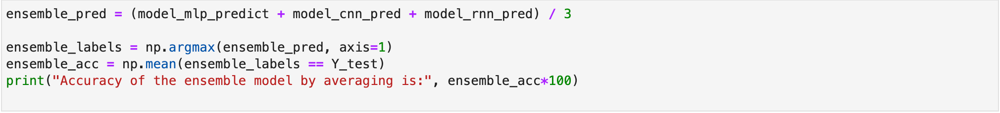 ensemble_pred = (model_mlp_predict + model_cnn_pred + model_rnn_pred) / 3
ensemble_labels = np.argmax(ensemble_pred, axis=1)
ensemble_acc = np.mean(ensemble_labels == Y_test)
print("Accuracy of the ensemble model by averaging is:", ensemble_acc*100)